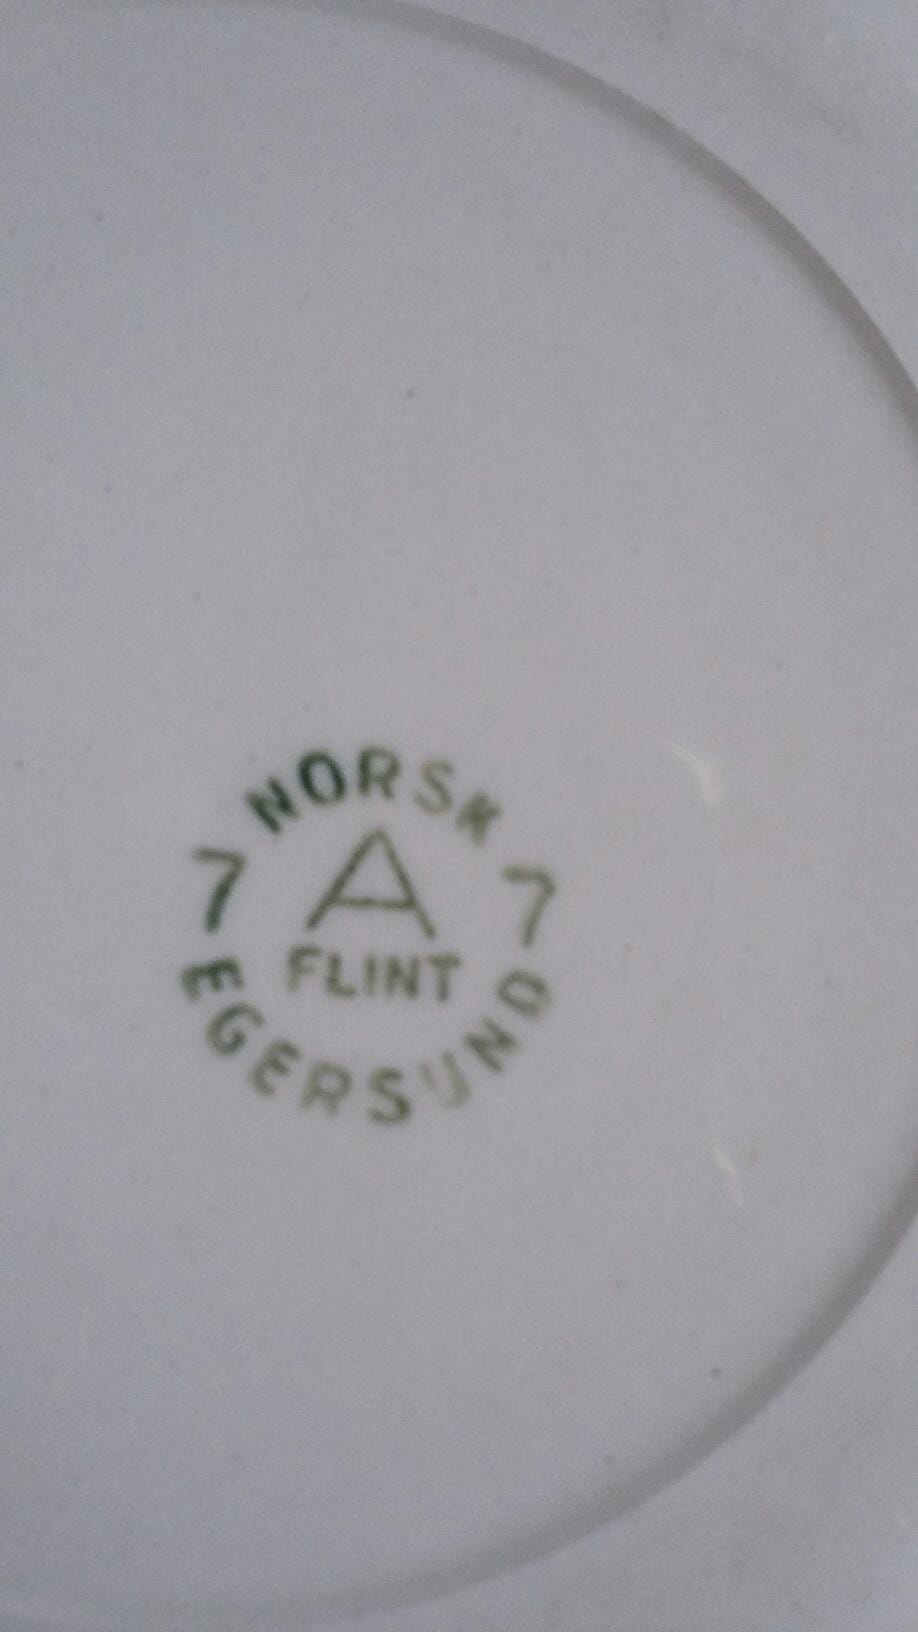 NORSK
7 A 7
FLINT
EGERSUND